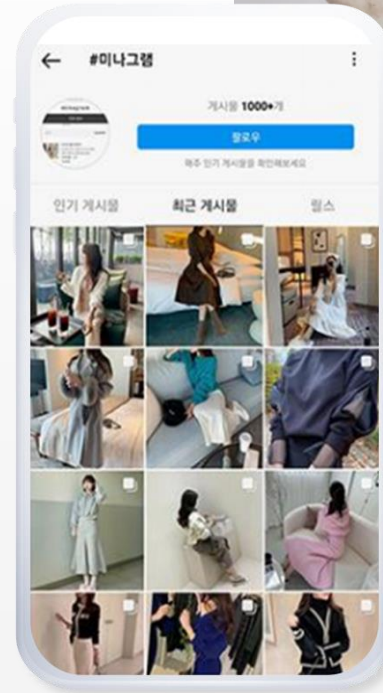 #미나그램
게시물 1000+개
팔로우
매주 인기 게시물을 확인해보세요
인기 게시물 최근 게시물 릴스